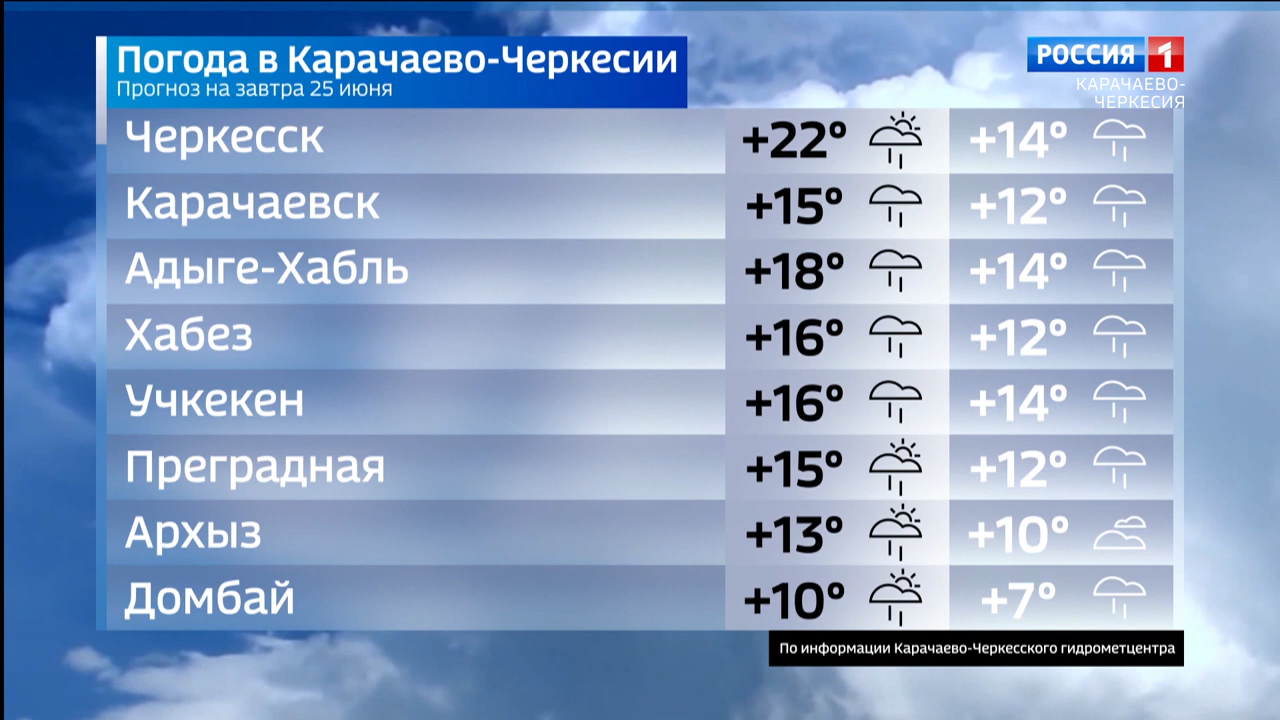 Погода в Карачаево-Черкесии
Прогноз на завтра 25 июня
РОССИЯ 1
КАРАЧАЕВО-
ЧЕРКЕСИЯ
Черкесск +22° +14°
Карачаевск +15° +12°
Адыге-Хабль +18° +14°
Хабез +16° +12°
Учкекен +16° +14°
Преградная +15° +12°
Архыз +13° +10°
Домбай +10° +7°
По информации Карачаево-Черкесского гидрометцентра